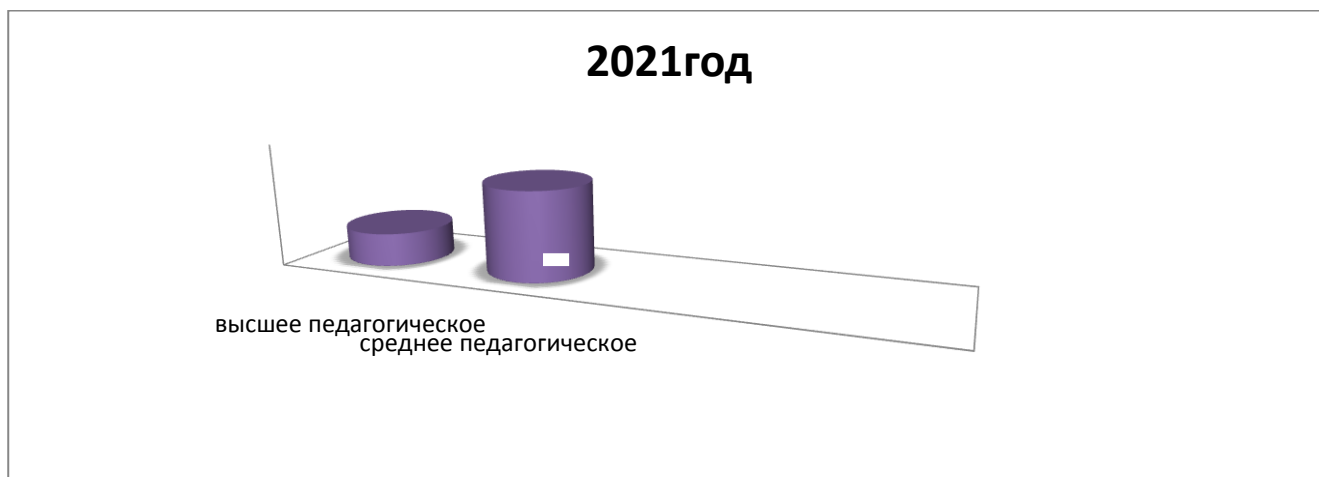 2021год
высшее педагогическое
среднее педагогическое